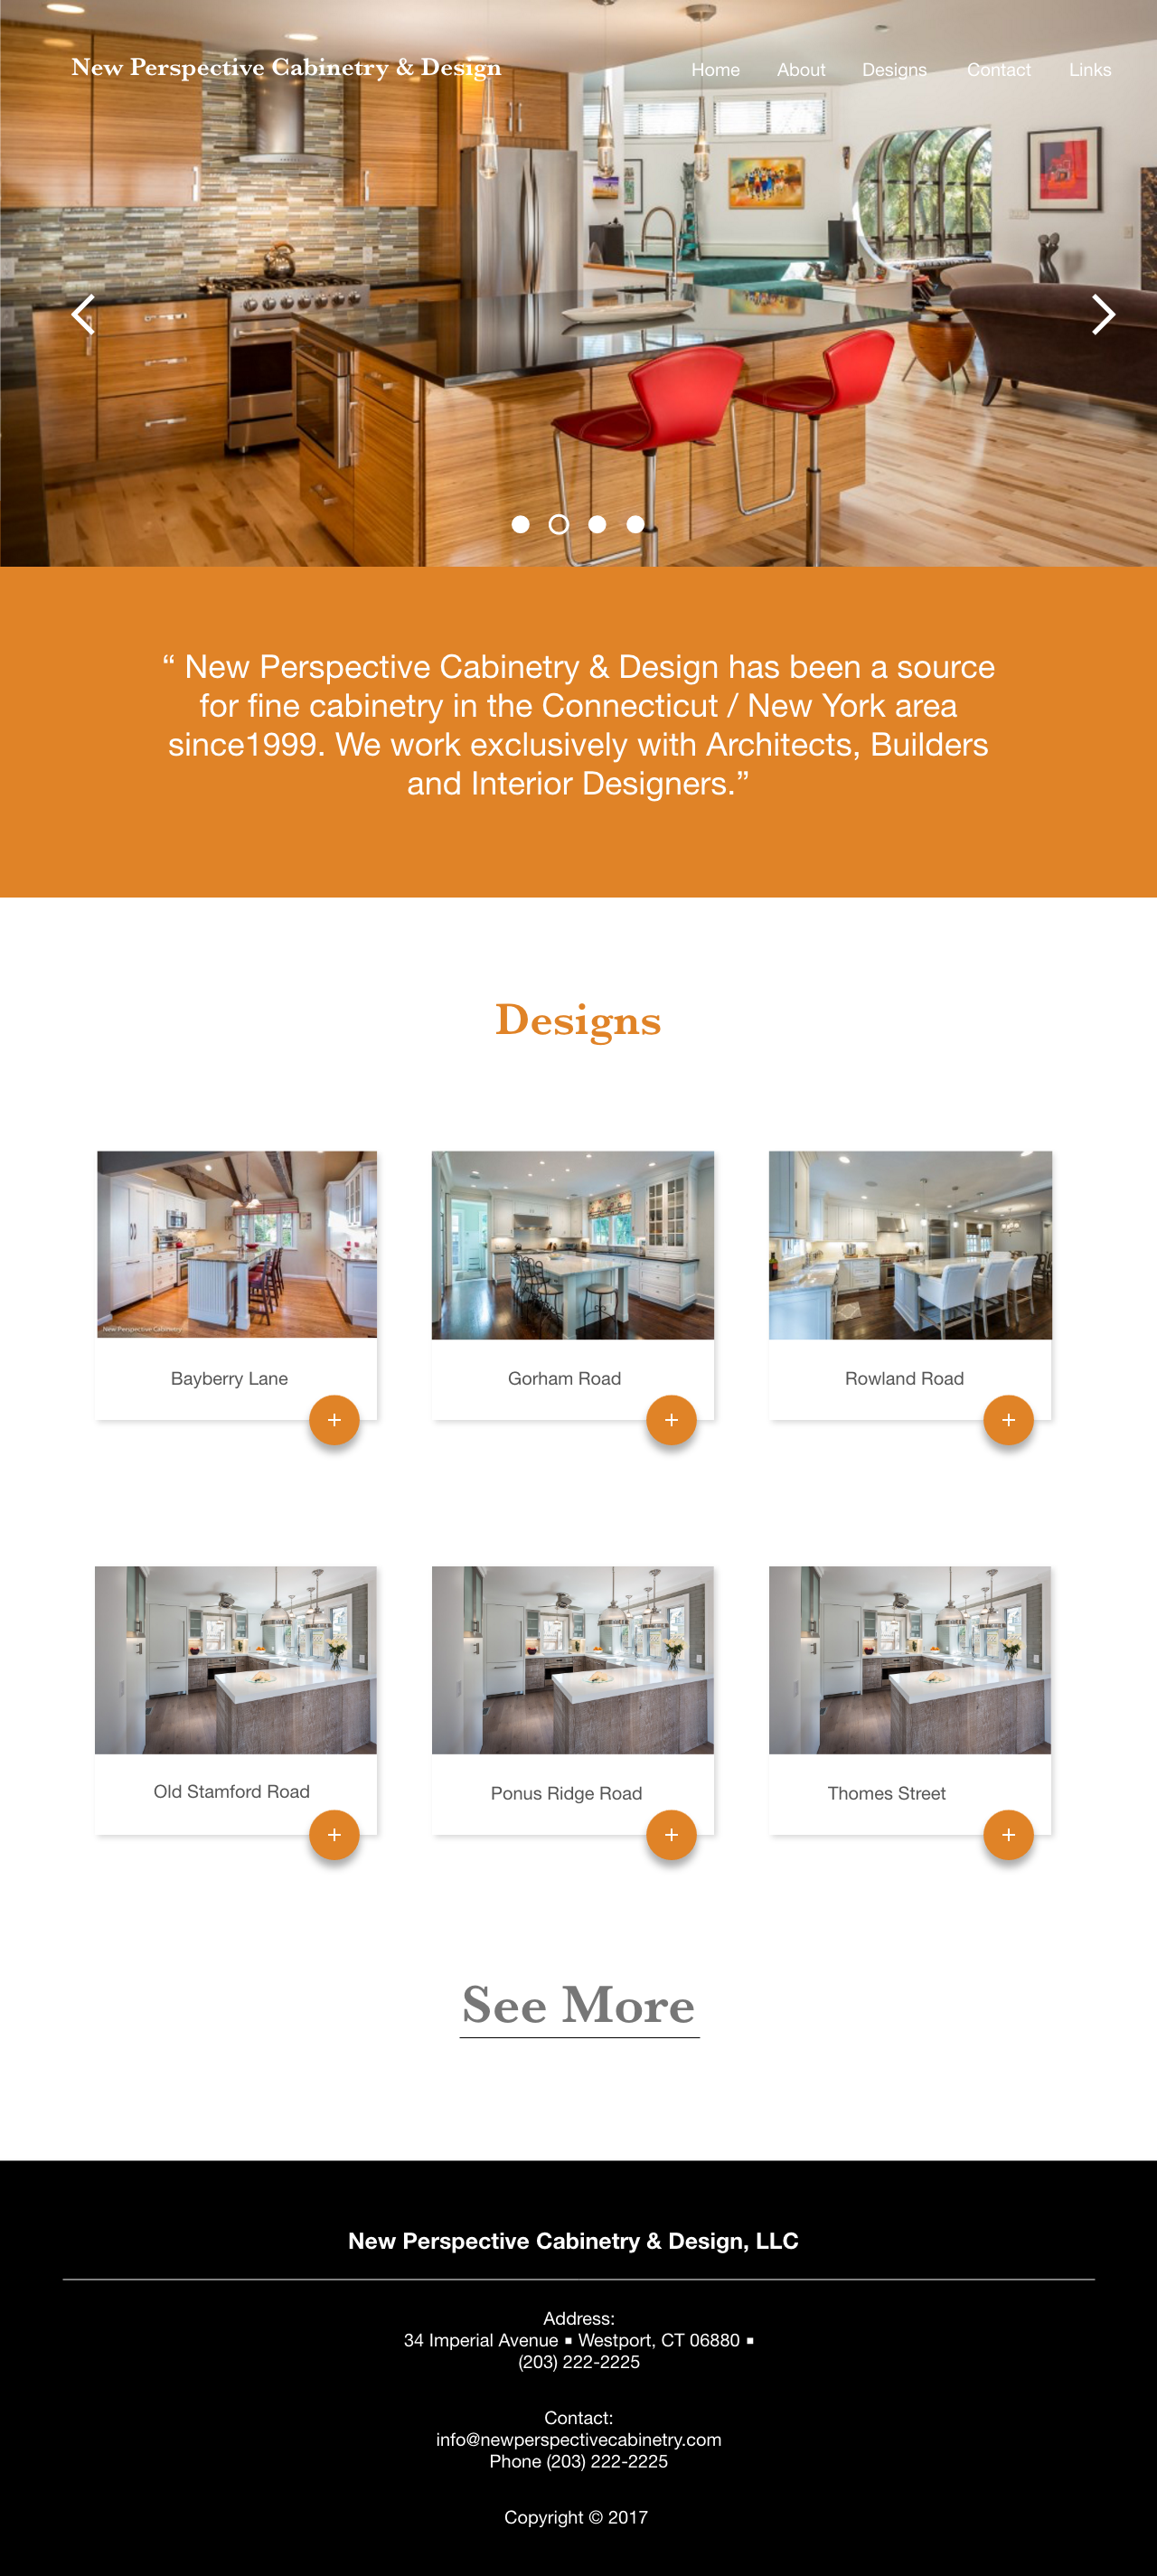 New Perspective Cabinetry & Design
Home About Designs Contact Links
“ New Perspective Cabinetry & Design has been a source
for fine cabinetry in the Connecticut / New York area
since1999. We work exclusively with Architects, Builders
and Interior Designers.”
Designs
New Perspective Cabinetry
Bayberry Lane
Gorham Road
Rowland Road
+
+
+
Old Stamford Road
Ponus Ridge Road
Thomes Street
+
+
+
See More
New Perspective Cabinetry & Design, LLC
Address:
34 Imperial Avenue ▪ Westport, CT 06880 ▪
(203) 222-2225
Contact:
info@newperspectivecabinetry.com
Phone (203) 222-2225
Copyright © 2017